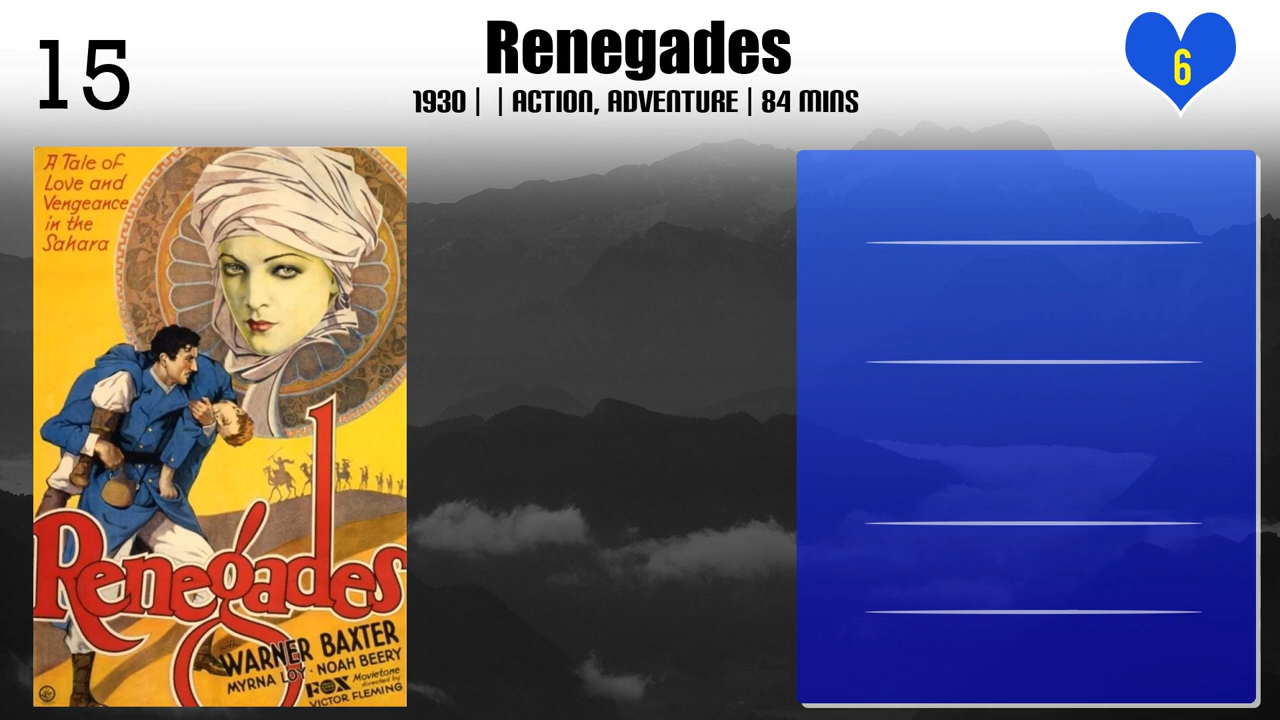 15
Renegades
6
1930 | | ACTION, ADVENTURE | 84 MINS
A Tale of
Love and
Vengeance
in the
Sahara
Renegades
with
WARNER BAXTER
MYRNA LOY · NOAH BEERY
FOX Movietone
directed by
VICTOR FLEMING